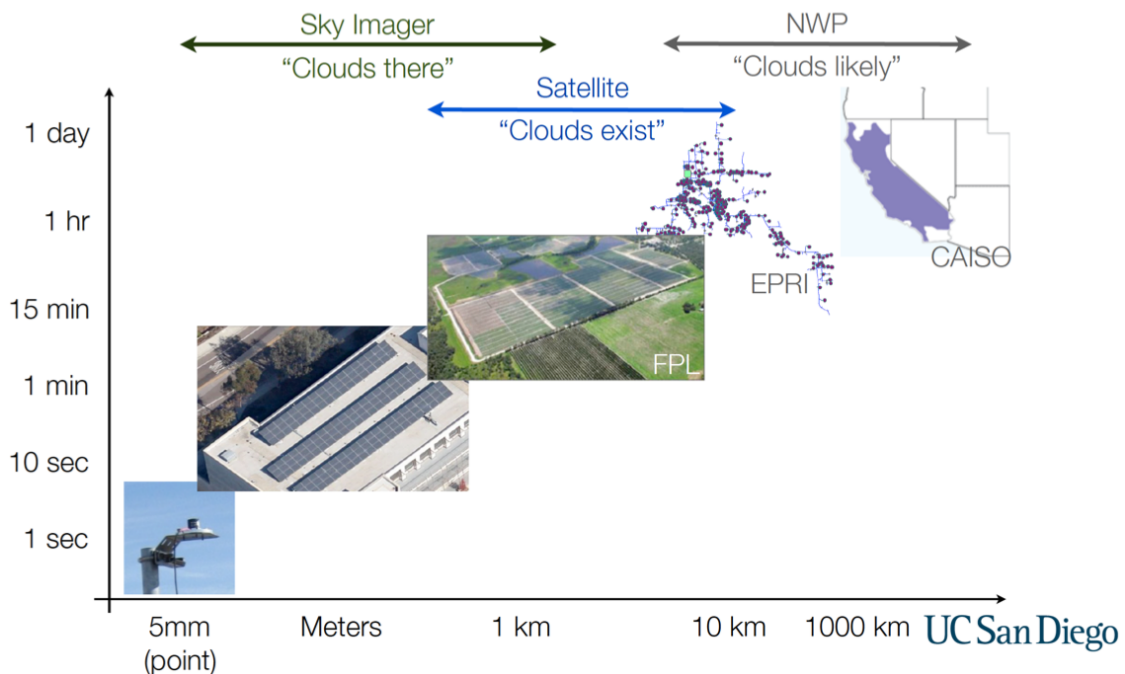 Sky Imager
“Clouds there”
NWP
“Clouds likely”
Satellite
“Clouds exist”
1 day
1 hr
15 min
1 min
10 sec
1 sec
CAISO
EPRI
FPL
5mm
(point)
Meters
1 km
10 km
1000 km
UC San Diego